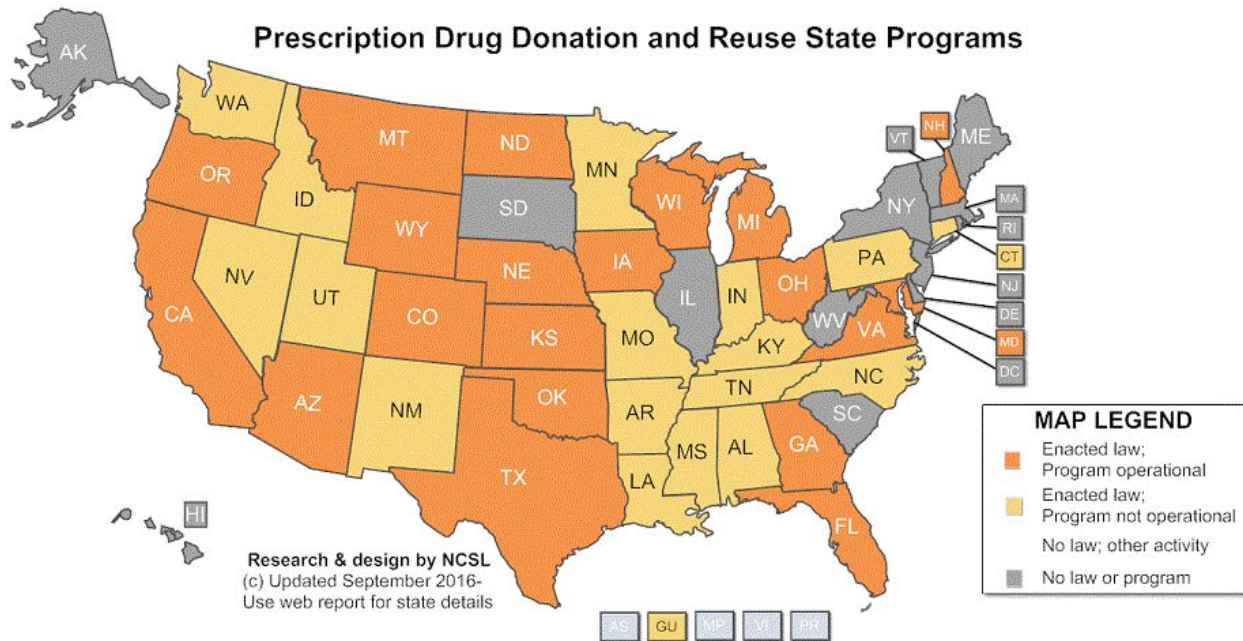 Prescription Drug Donation and Reuse State Programs
AK
WA
MT
ND
MN
VT
NH
ME
OR
ID
WY
SD
WI
MI
NY
MA
RI
CT
NJ
DE
MD
DC
NV
UT
CA
CO
NE
IA
IL
IN
OH
PA
WV
VA
KS
MO
KY
NC
TN
SC
AZ
NM
OK
AR
MS
AL
GA
TX
LA
FL
HI
MAP LEGEND
Enacted law;
Program operational
Enacted law;
Program not operational
No law; other activity
No law or program
Research & design by NCSL
(c) Updated September 2016-
Use web report for state details
AS
GU
MP
VI
PR